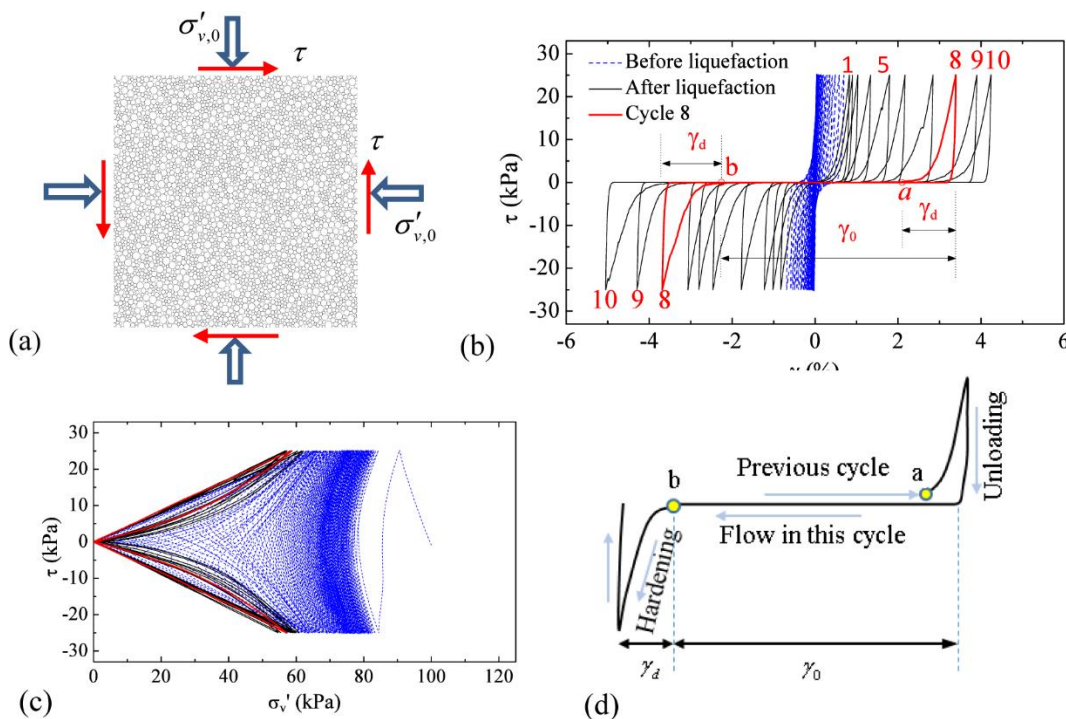 (a)
σ′v,0
τ
τ
σ′v,0
(b)
τ (kPa)
30
20
10
0
-10
-20
-30
Before liquefaction
After liquefaction
Cycle 8
1 5 8 9 10
γd
b
a
γd
γ0
10 9 8
-6 -4 -2 0 2 4 6
γ (%)
(c)
τ (kPa)
30
20
10
0
-10
-20
-30
0 20 40 60 80 100 120
σv' (kPa)
(d)
Previous cycle
a
Unloading
b
Flow in this cycle
Hardening
γd
γ0